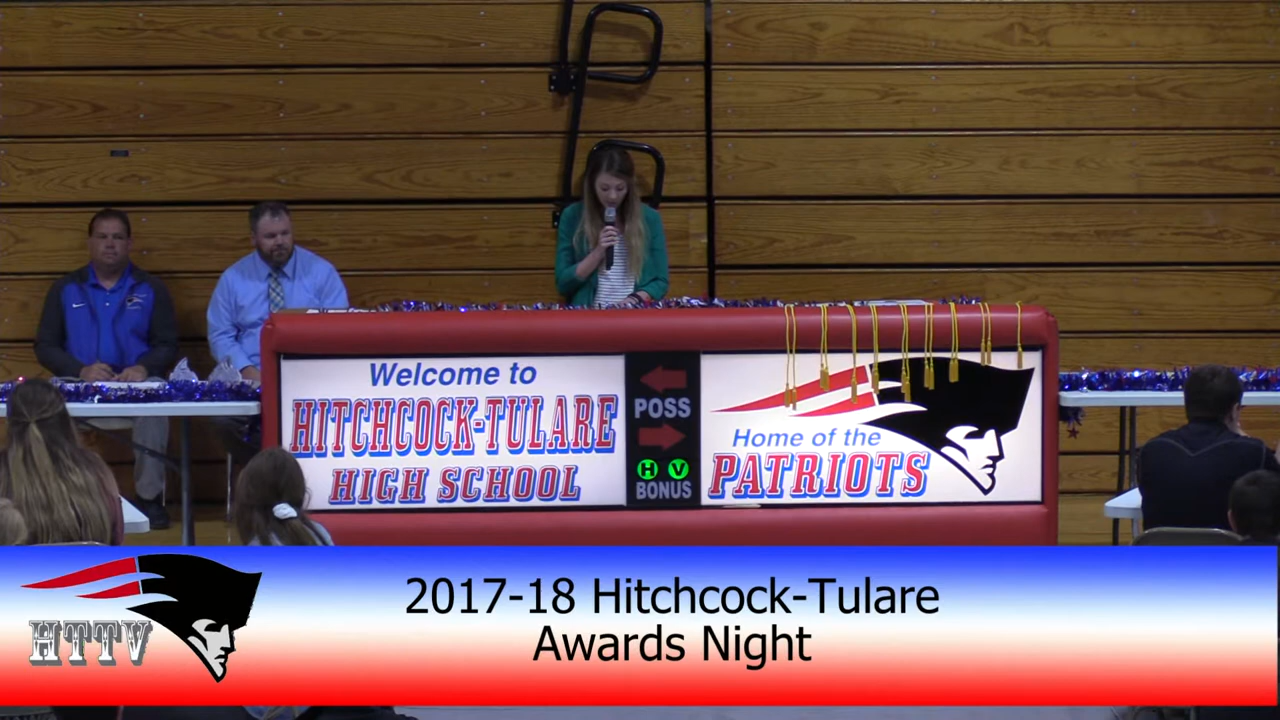 Welcome to
HITCHCOCK-TULARE
HIGH SCHOOL
POSS
H V
BONUS
Home of the
PATRIOTS
HTTV
2017-18 Hitchcock-Tulare
Awards Night